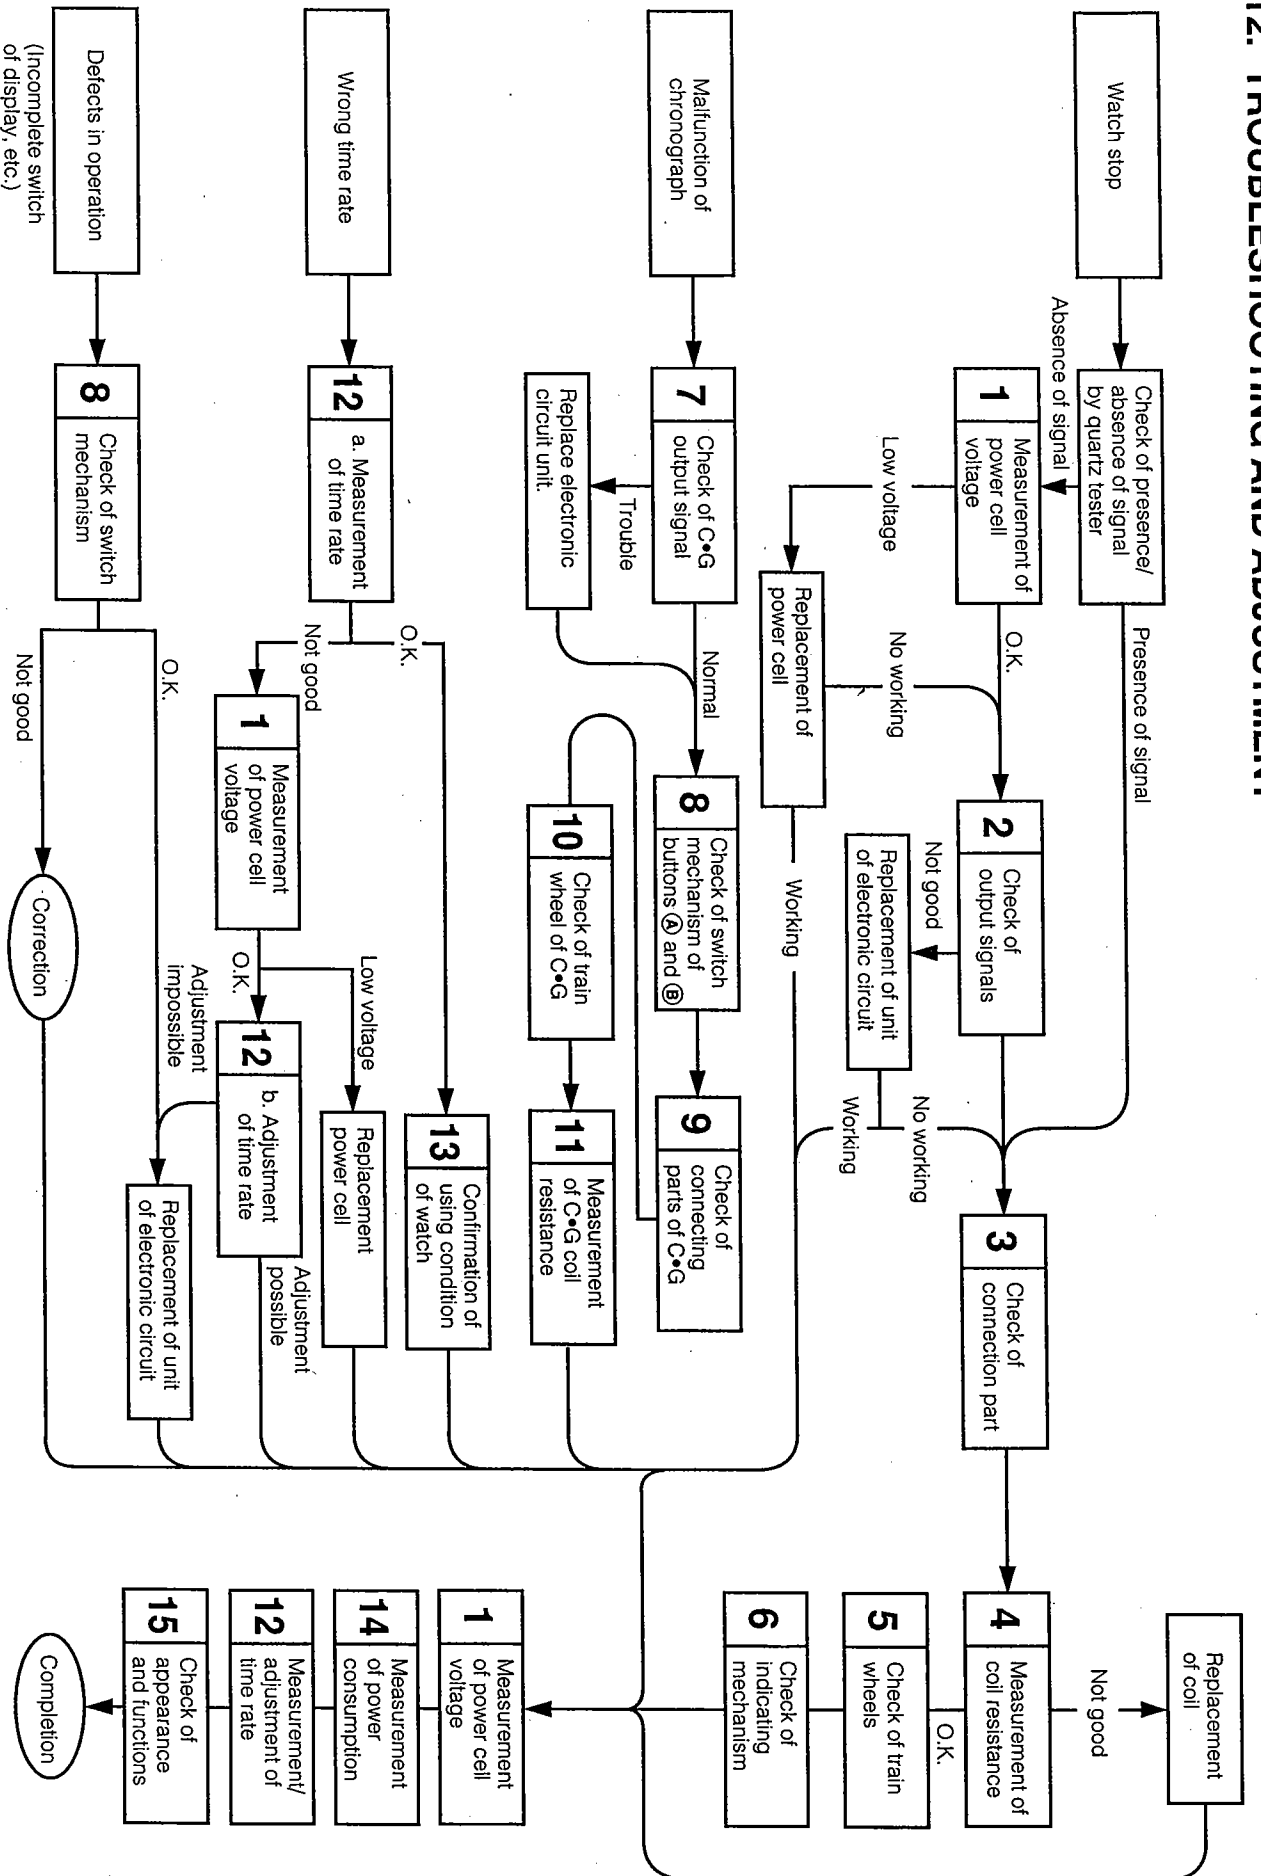 12. TROUBLESHOOTING AND ADJUSTMENT
Watch stop
Check of presence/
absence of signal
by quartz tester
Presence of signal
Absence of signal
1
Measurement of
power cell
voltage
O.K.
Low voltage
Replacement of
power cell
No working
Working
2
Check of
output signals
Not good
Replacement of unit
of electronic circuit
No working
Working
3
Check of
connection part
4
Measurement of
coil resistance
Not good
Replacement
of coil
O.K.
5
Check of train
wheels
6
Check of
indicating
mechanism
Malfunction of
chronograph
7
Check of C•G
output signal
Trouble
Replace electronic
circuit unit.
Normal
8
Check of switch
mechanism of
buttons Ⓐ and Ⓑ
9
Check of
connecting
parts of C•G
10
Check of train
wheel of C•G
11
Measurement
of C•G coil
resistance
Wrong time rate
12
a. Measurement
of time rate
O.K.
Not good
13
Confirmation of
using condition
of watch
1
Measurement
of power cell
voltage
Low voltage
Replacement
power cell
O.K.
12
b. Adjustment
of time rate
Adjustment
possible
Adjustment
impossible
Replacement of unit
of electronic circuit
Defects in operation
(Incomplete switch
of display, etc.)
8
Check of switch
mechanism
O.K.
Not good
Correction
1
Measurement
of power cell
voltage
14
Measurement
of power
consumption
12
Measurement/
adjustment of
time rate
15
Check of
appearance
and functions
Completion